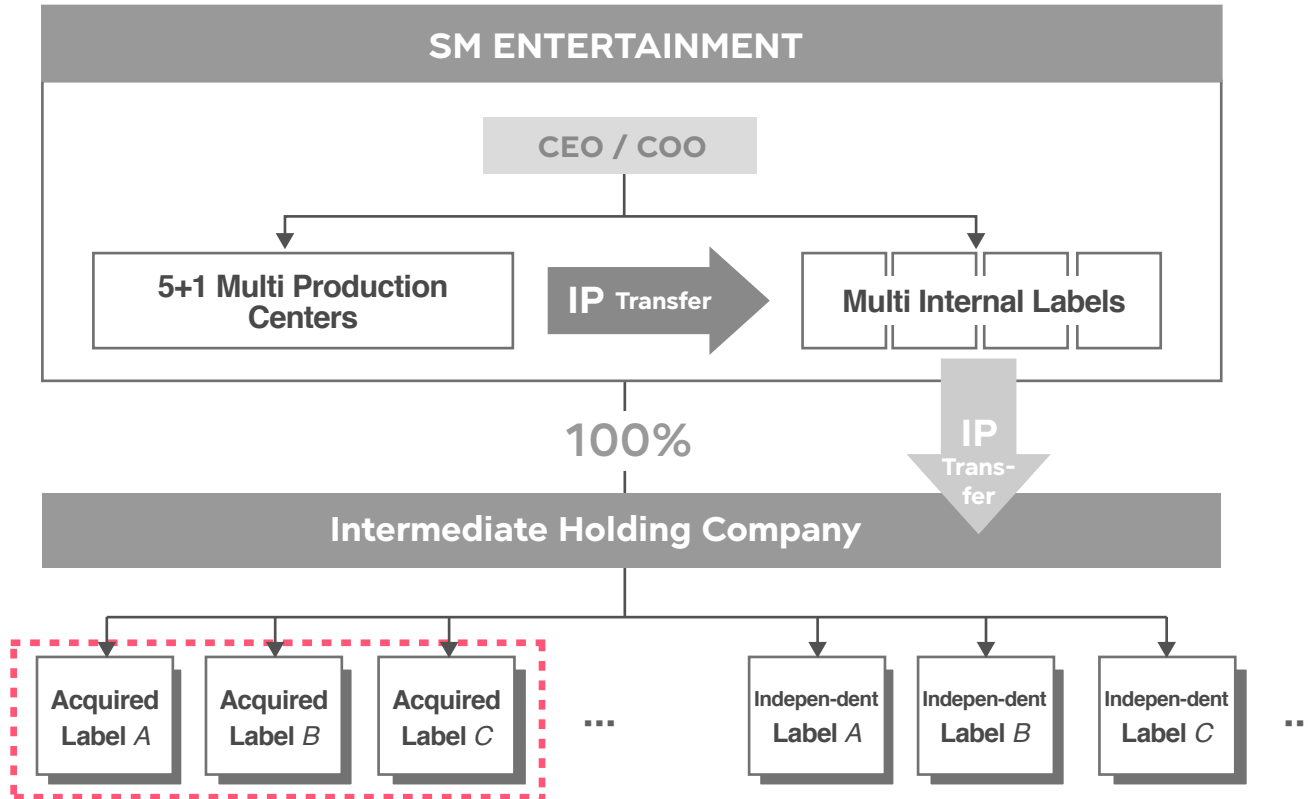 SM ENTERTAINMENT
CEO / COO
5+1 Multi Production
Centers
IP Transfer
Multi Internal Labels
100%
IP
Trans-
fer
Intermediate Holding Company
Acquired
Label A
Acquired
Label B
Acquired
Label C
...
Indepen-dent
Label A
Indepen-dent
Label B
Indepen-dent
Label C
...